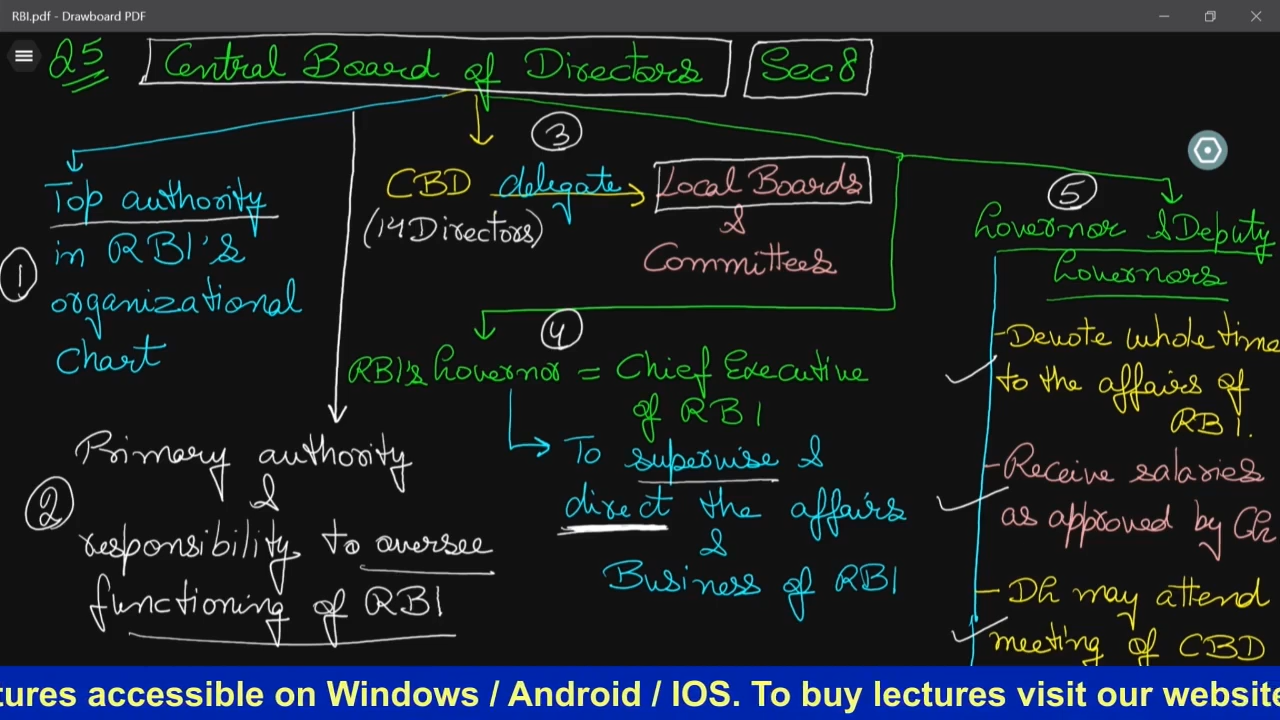 RBI.pdf - Drawboard PDF
Q5 Central Board of Directors Sec 8
① Top authority
in RBI's
organizational
Chart
② Primary authority
&
responsibility to oversee
functioning of RBI
③
CBD delegate Local Boards
(14 Directors) &
Committees
④
RBI's Governor = Chief Executive
of RBI
To supervise &
direct the affairs
&
Business of RBI
⑤
Governor & Deputy
Governors
- Devote whole time
to the affairs of
RBI.
- Receive salaries
as approved by CG
- DG may attend
meeting of CBD
tures accessible on Windows / Android / IOS. To buy lectures visit our website